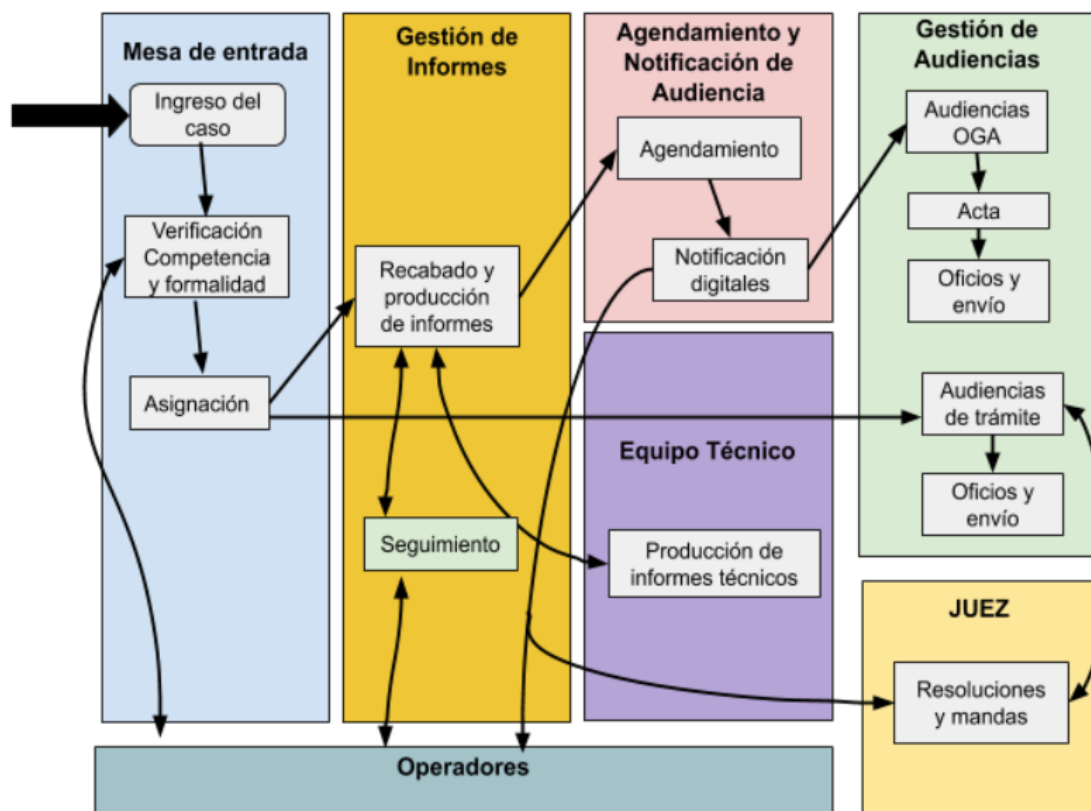 Mesa de entrada
Ingreso del
caso
Verificación
Competencia
y formalidad
Asignación
Gestión de
Informes
Recabado y
producción
de informes
Seguimiento
Agendamiento y
Notificación de
Audiencia
Agendamiento
Notificación
digitales
Equipo Técnico
Producción de
informes técnicos
Gestión de
Audiencias
Audiencias
OGA
Acta
Oficios y
envío
Audiencias
de trámite
Oficios y
envío
JUEZ
Resoluciones
y mandas
Operadores